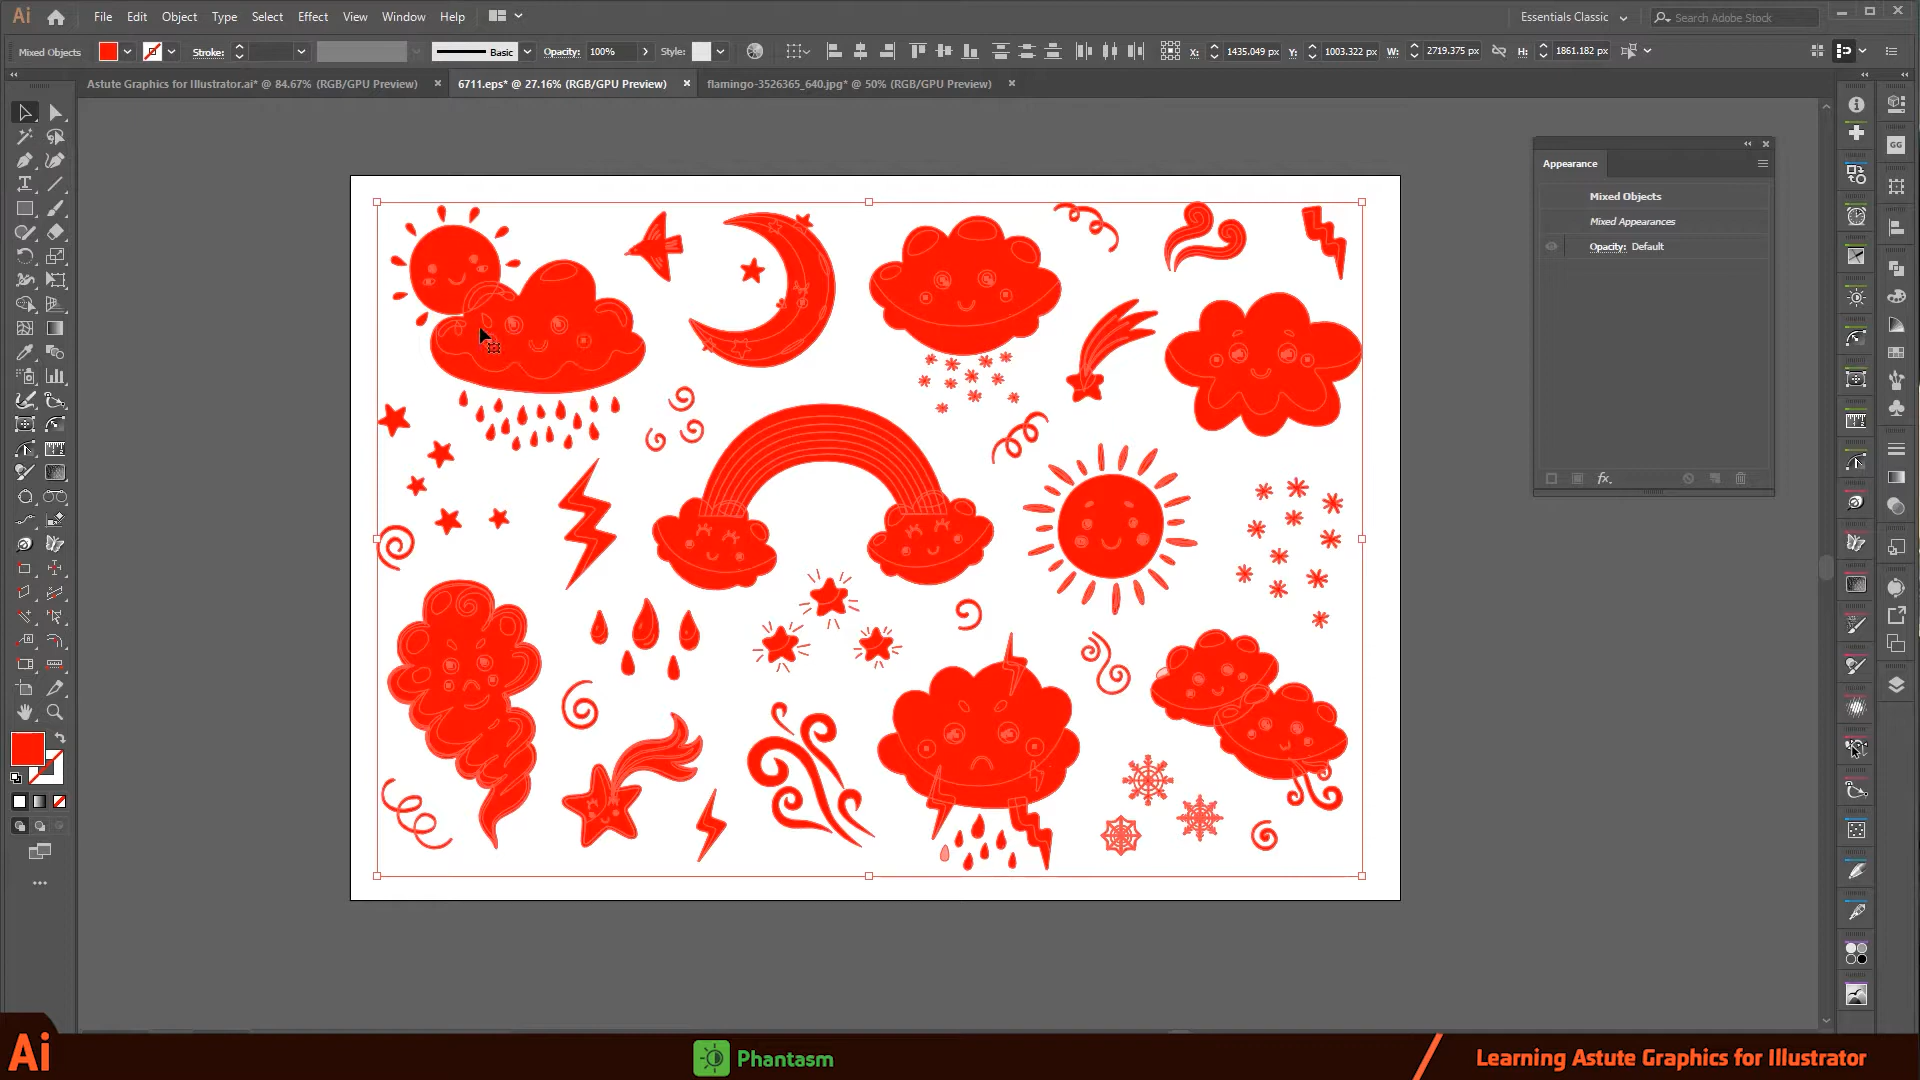 Ai File Edit Object Type Select Effect View Window Help Essentials Classic Search Adobe Stock
Mixed Objects Stroke: Basic Opacity: 100% Style: X: 1435.049 px Y: 1003.322 px W: 2719.375 px H: 1861.182 px
Astute Graphics for Illustrator.ai* @ 84.67% (RGB/GPU Preview) 6711.eps* @ 27.16% (RGB/GPU Preview) flamingo-3526365_640.jpg* @ 50% (RGB/GPU Preview)
GG
Appearance
Mixed Objects
Mixed Appearances
Opacity: Default
fx.
Ai Phantasm Learning Astute Graphics for Illustrator